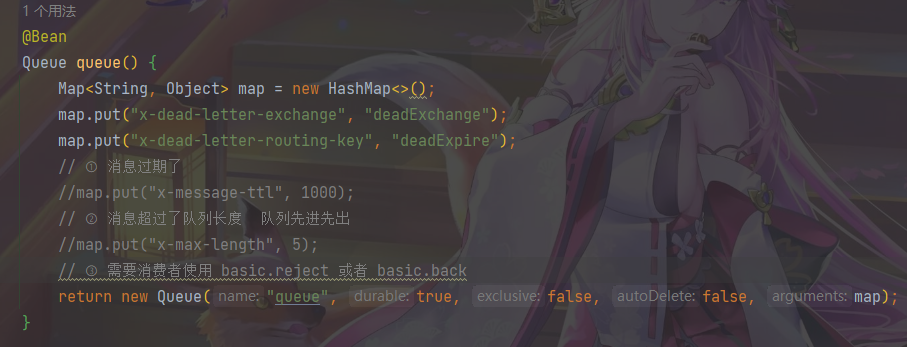 1 个用法
@Bean
Queue queue() {
    Map<String, Object> map = new HashMap<>();
    map.put("x-dead-letter-exchange", "deadExchange");
    map.put("x-dead-letter-routing-key", "deadExpire");
    // ① 消息过期了
    //map.put("x-message-ttl", 1000);
    // ② 消息超过了队列长度  队列先进先出
    //map.put("x-max-length", 5);
    // ③ 需要消费者使用 basic.reject 或者 basic.back
    return new Queue( name: "queue", durable: true, exclusive: false, autoDelete: false, arguments: map);
}